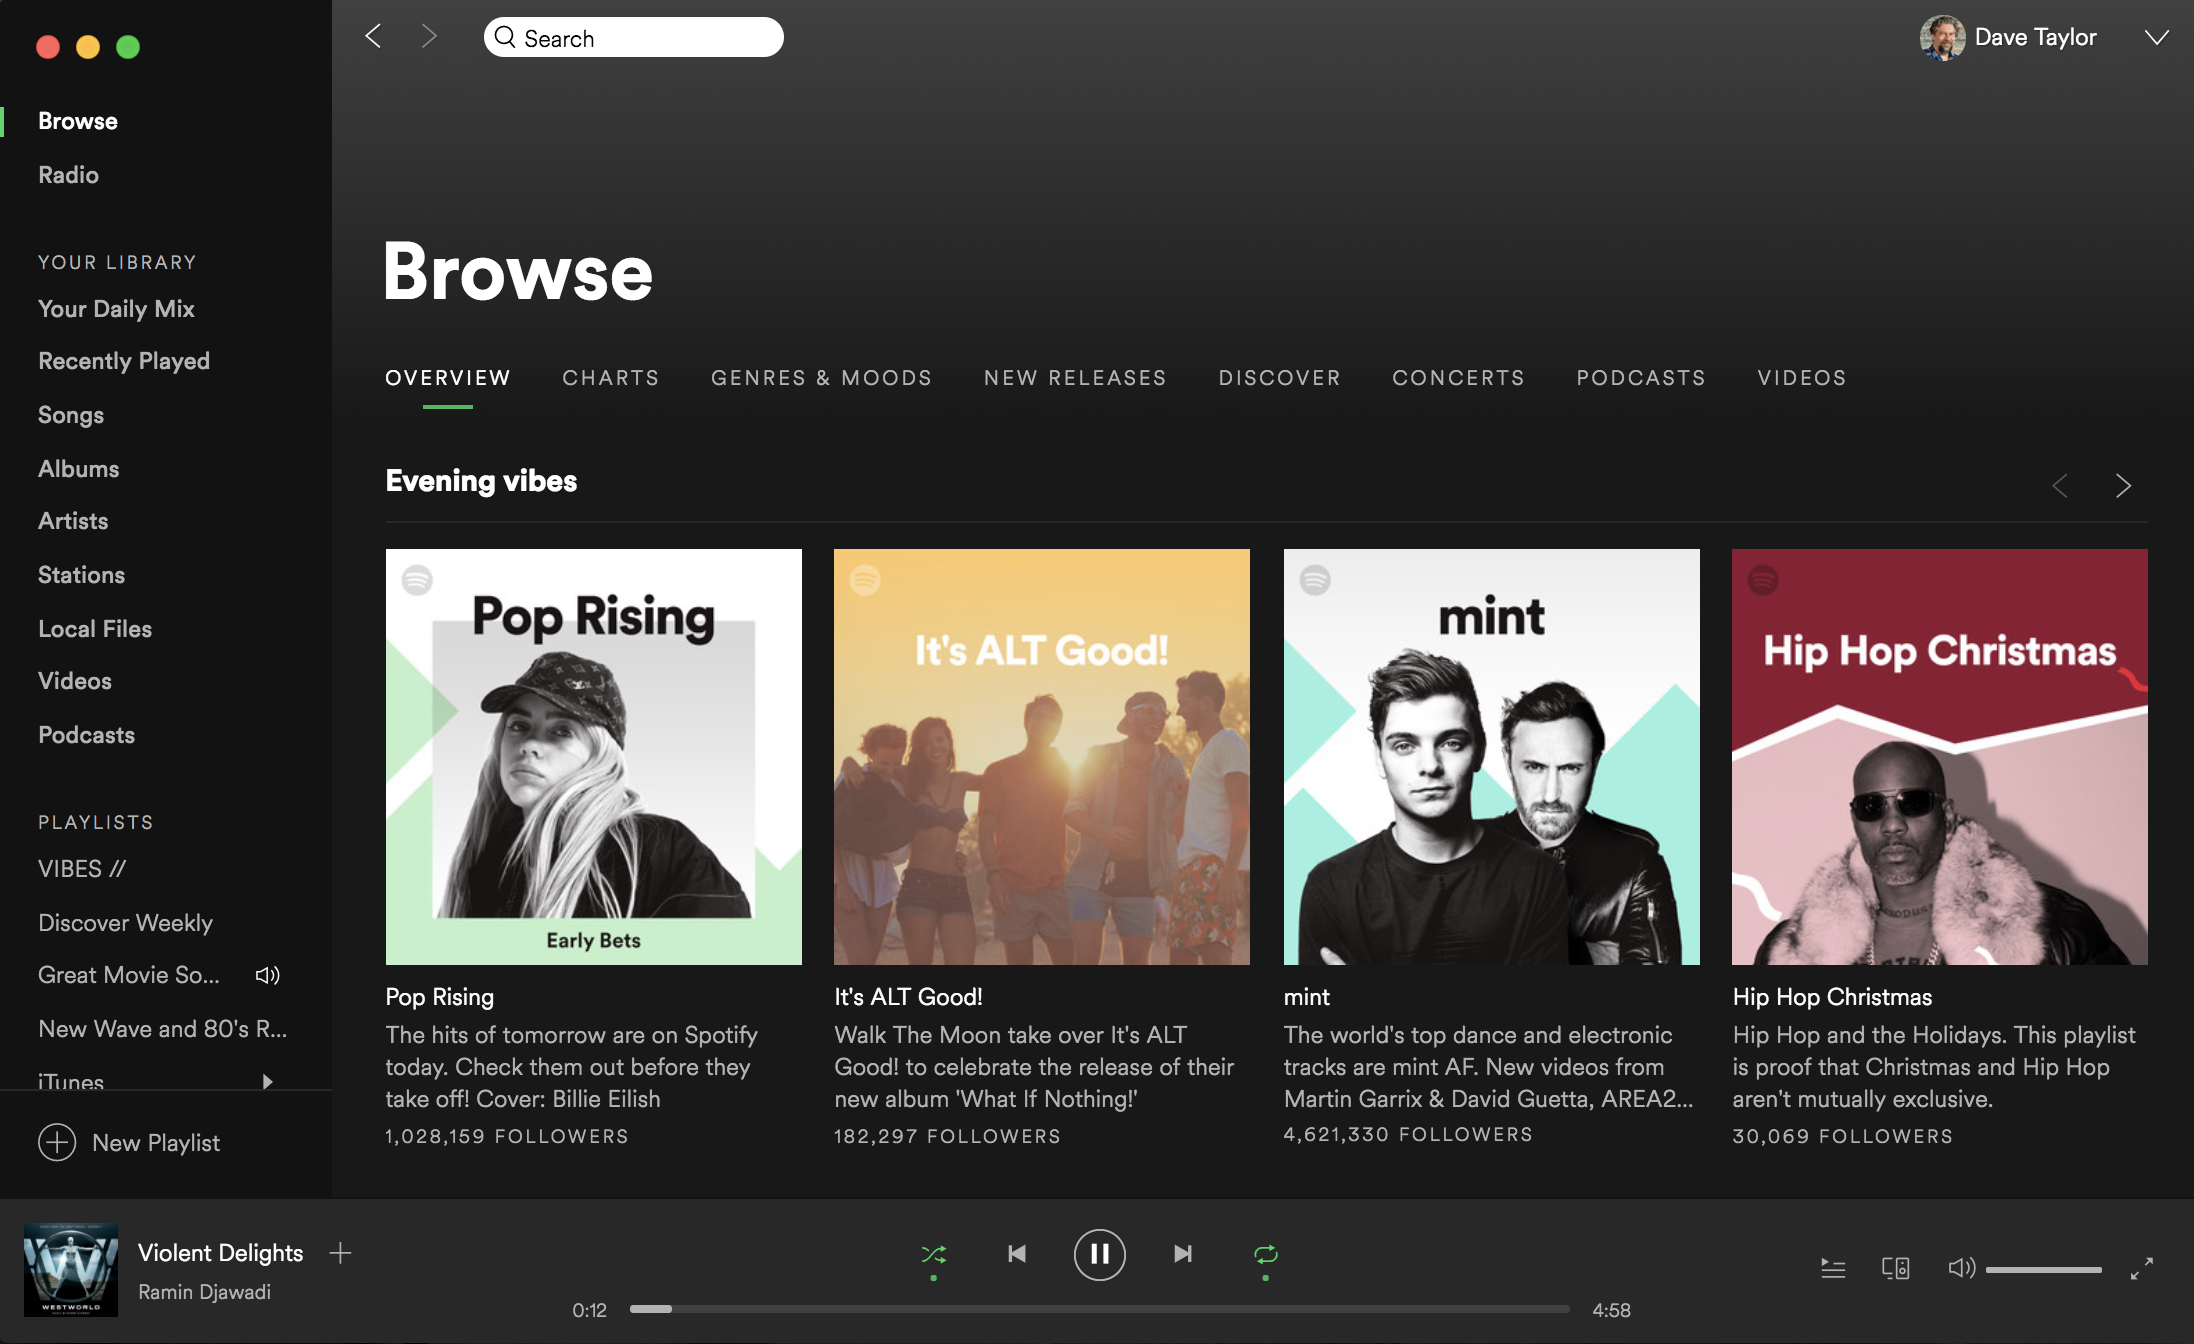 Search
Dave Taylor
Browse
Radio
YOUR LIBRARY
Your Daily Mix
Recently Played
Songs
Albums
Artists
Stations
Local Files
Videos
Podcasts
PLAYLISTS
VIBES //
Discover Weekly
Great Movie So...
New Wave and 80's R...
iTunes
New Playlist
Browse
OVERVIEW CHARTS GENRES & MOODS NEW RELEASES DISCOVER CONCERTS PODCASTS VIDEOS
Evening vibes
Pop Rising
Early Bets
Pop Rising
The hits of tomorrow are on Spotify
today. Check them out before they
take off! Cover: Billie Eilish
1,028,159 FOLLOWERS
It's ALT Good!
It's ALT Good!
Walk The Moon take over It's ALT
Good! to celebrate the release of their
new album 'What If Nothing!'
182,297 FOLLOWERS
mint
mint
The world's top dance and electronic
tracks are mint AF. New videos from
Martin Garrix & David Guetta, AREA2...
4,621,330 FOLLOWERS
Hip Hop Christmas
Hip Hop Christmas
Hip Hop and the Holidays. This playlist
is proof that Christmas and Hip Hop
aren't mutually exclusive.
30,069 FOLLOWERS
WESTWORLD
Violent Delights
Ramin Djawadi
0:12
4:58